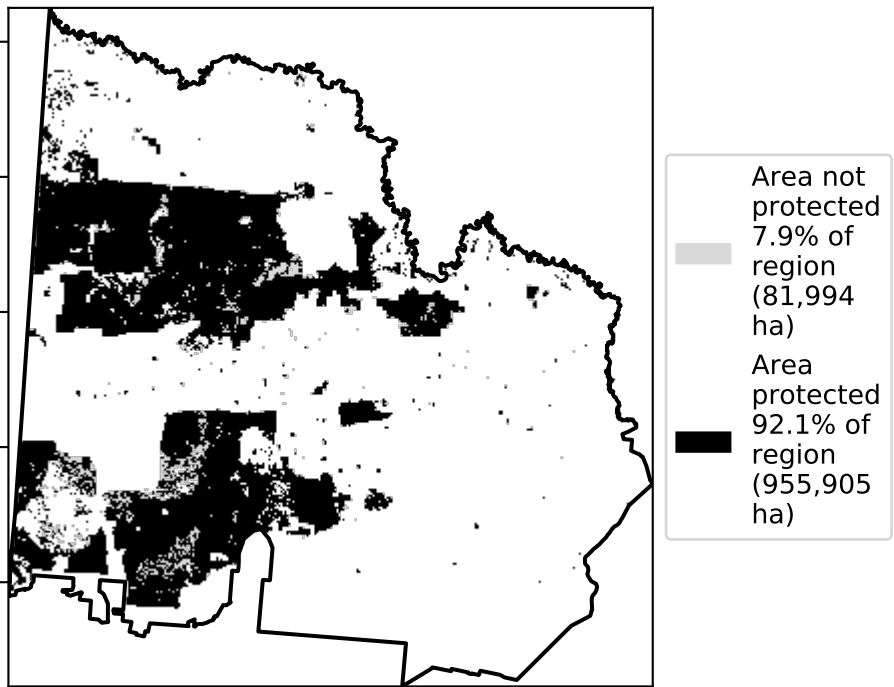 Area not
protected
7.9% of
region
(81,994
ha)
Area
protected
92.1% of
region
(955,905
ha)